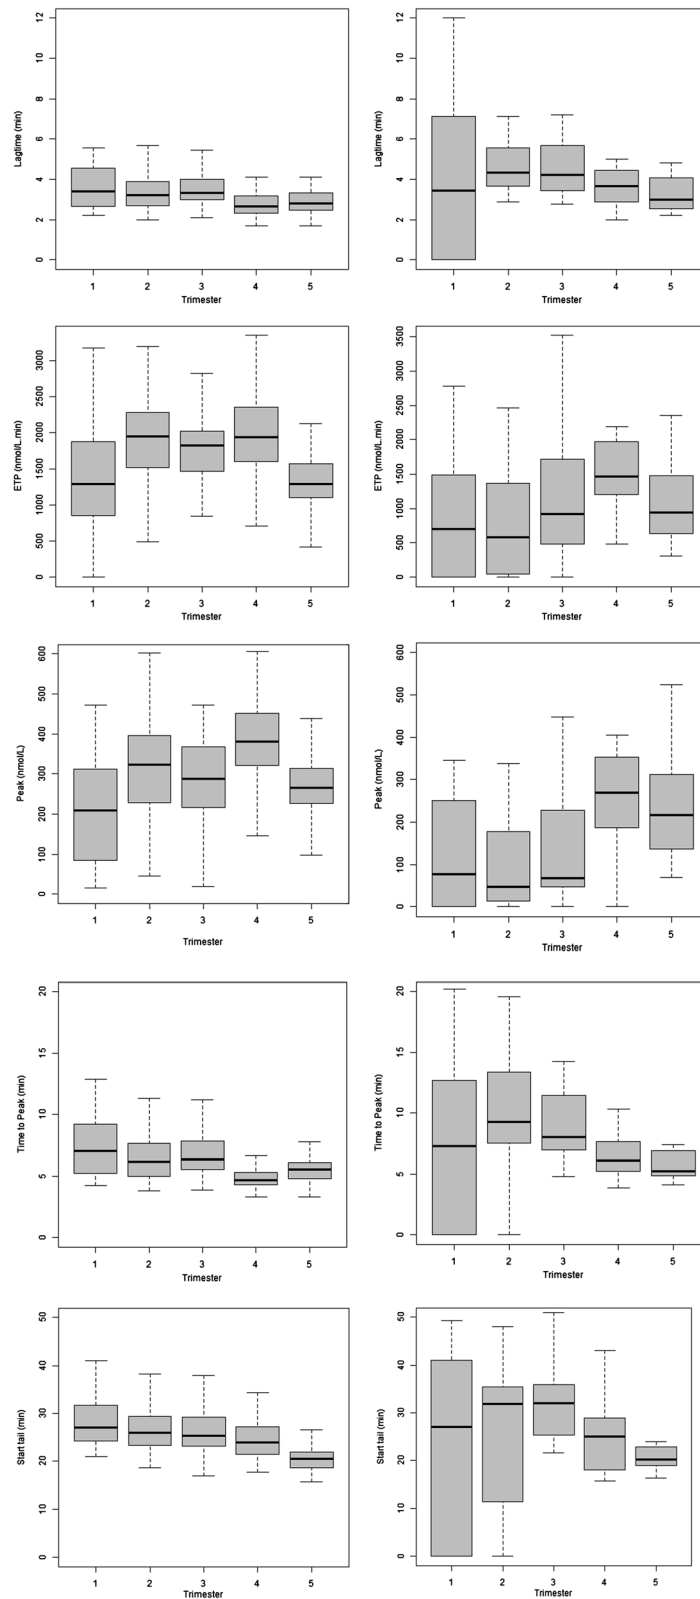 12
10
8
6
4
2
0
Lagtime (min)
1 2 3 4 5
Trimester
12
10
8
6
4
2
0
Lagtime (min)
1 2 3 4 5
Trimester
3000
2500
2000
1500
1000
500
0
ETP (nmol/L.min)
1 2 3 4 5
Trimester
3500
3000
2500
2000
1500
1000
500
0
ETP (nmol/L.min)
1 2 3 4 5
Trimester
600
500
400
300
200
100
0
Peak (nmol/L)
1 2 3 4 5
Trimester
600
500
400
300
200
100
0
Peak (nmol/L)
1 2 3 4 5
Trimester
20
15
10
5
0
Time to Peak (min)
1 2 3 4 5
Trimester
20
15
10
5
0
Time to Peak (min)
1 2 3 4 5
Trimester
50
40
30
20
10
0
Start tail (min)
1 2 3 4 5
Trimester
50
40
30
20
10
0
Start tail (min)
1 2 3 4 5
Trimester